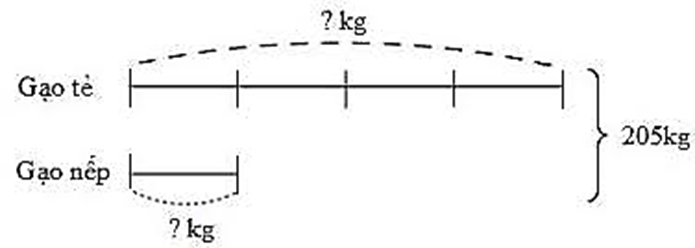 ? kg
Gạo tẻ
205kg
Gạo nếp
? kg